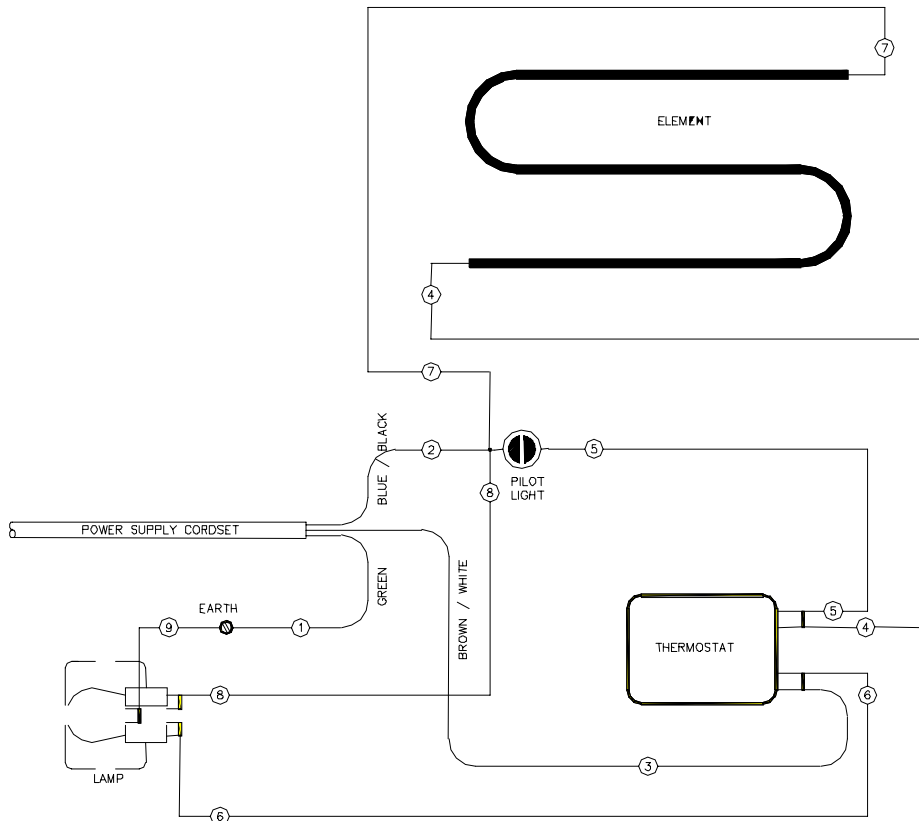 7
ELEMENT
4
7
BLUE / BLACK
2
5
PILOT
LIGHT
8
POWER SUPPLY CORDSET
GREEN
BROWN / WHITE
EARTH
9
1
5
4
THERMOSTAT
8
6
LAMP
3
6